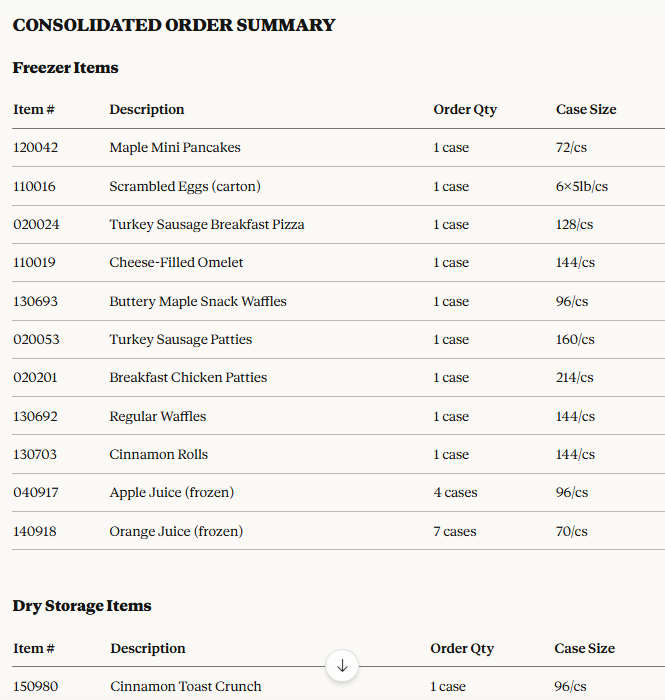 CONSOLIDATED ORDER SUMMARY
Freezer Items
Item # Description Order Qty Case Size
120042 Maple Mini Pancakes 1 case 72/cs
110016 Scrambled Eggs (carton) 1 case 6×5lb/cs
020024 Turkey Sausage Breakfast Pizza 1 case 128/cs
110019 Cheese-Filled Omelet 1 case 144/cs
130693 Buttery Maple Snack Waffles 1 case 96/cs
020053 Turkey Sausage Patties 1 case 160/cs
020201 Breakfast Chicken Patties 1 case 214/cs
130692 Regular Waffles 1 case 144/cs
130703 Cinnamon Rolls 1 case 144/cs
040917 Apple Juice (frozen) 4 cases 96/cs
140918 Orange Juice (frozen) 7 cases 70/cs
Dry Storage Items
Item # Description Order Qty Case Size
150980 Cinnamon Toast Crunch 1 case 96/cs